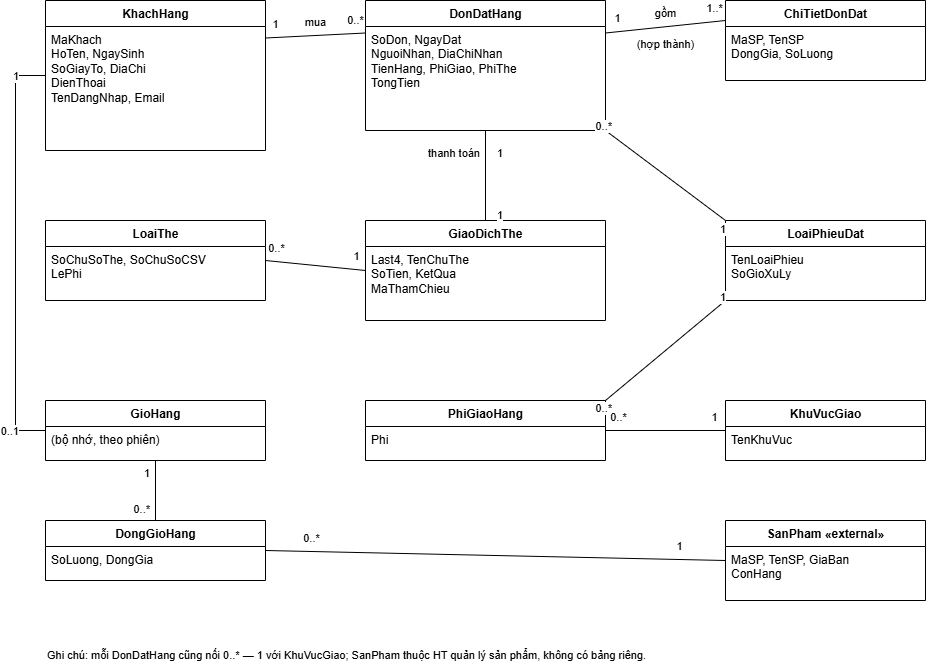 KhachHang
MaKhach
HoTen, NgaySinh
SoGiayTo, DiaChi
DienThoai
TenDangNhap, Email
1
mua
0..*
DonDatHang
SoDon, NgayDat
NguoiNhan, DiaChiNhan
TienHang, PhiGiao, PhiThe
TongTien
1
gồm
1..*
(hợp thành)
ChiTietDonDat
MaSP, TenSP
DongGia, SoLuong
1
0..*
thanh toán
1
1
LoaiThe
SoChuSoThe, SoChuSoCSV
LePhi
0..*
1
GiaoDichThe
Last4, TenChuThe
SoTien, KetQua
MaThamChieu
1
LoaiPhieuDat
TenLoaiPhieu
SoGioXuLy
1
0..1
GioHang
(bộ nhớ, theo phiên)
PhiGiaoHang
Phi
0..*
0..*
1
KhuVucGiao
TenKhuVuc
1
0..*
DongGioHang
SoLuong, DongGia
0..*
1
SanPham «external»
MaSP, TenSP, GiaBan
ConHang
Ghi chú: mỗi DonDatHang cũng nối 0..* — 1 với KhuVucGiao; SanPham thuộc HT quản lý sản phẩm, không có bảng riêng.